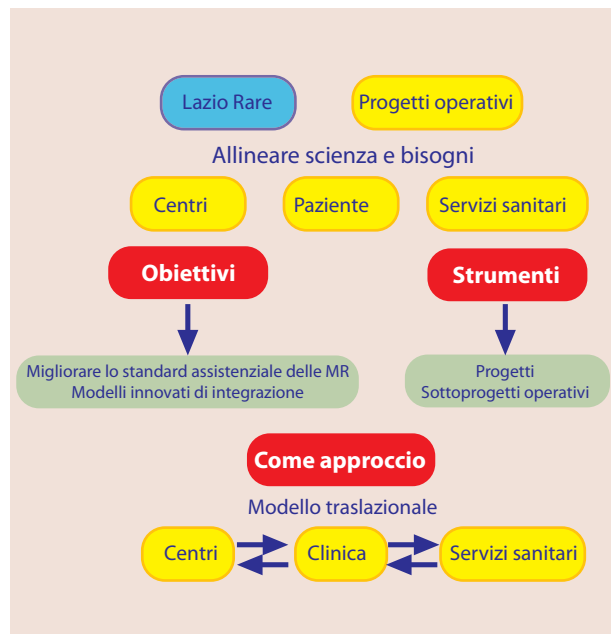 Lazio Rare
Progetti operativi
Allineare scienza e bisogni
Centri
Paziente
Servizi sanitari
Obiettivi
Strumenti
Migliorare lo standard assistenziale delle MR
Modelli innovati di integrazione
Progetti
Sottoprogetti operativi
Come approccio
Modello traslazionale
Centri
Clinica
Servizi sanitari